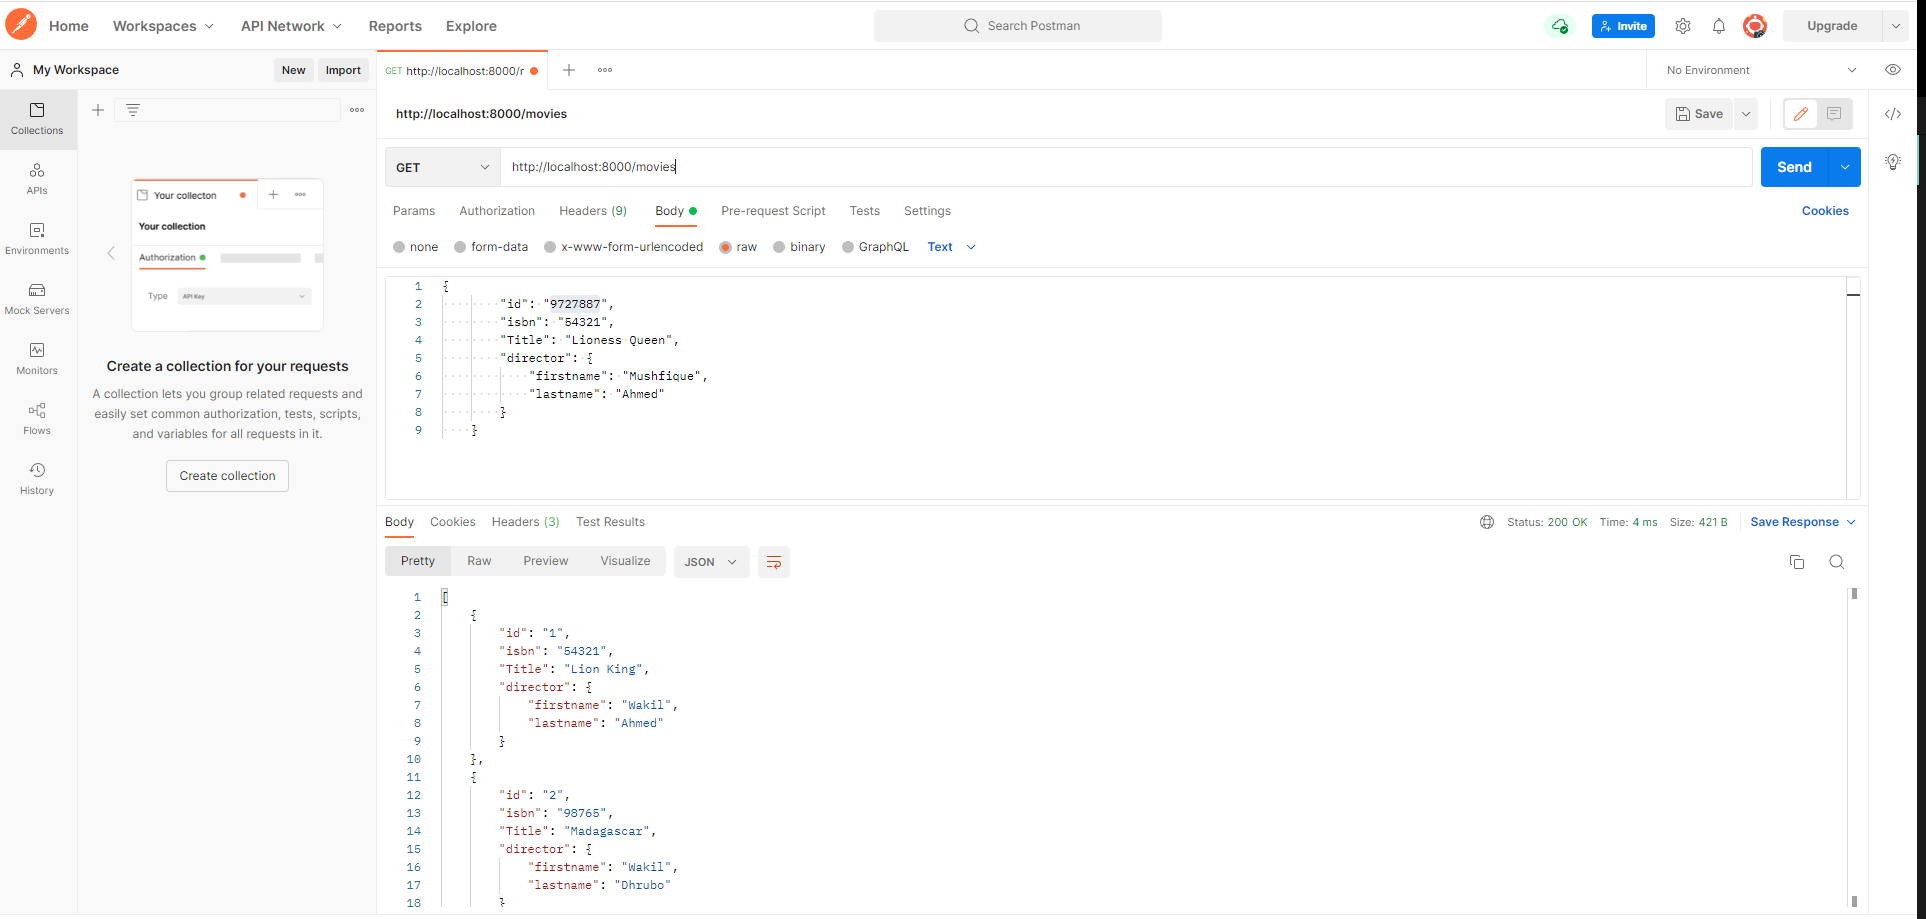 Home Workspaces API Network Reports Explore Search Postman Invite Upgrade
My Workspace New Import GET http://localhost:8000/r No Environment
Collections
APIs
Environments
Mock Servers
Monitors
Flows
History
Your collecton
Your collection
Authorization
Type API Key
Create a collection for your requests
A collection lets you group related requests and
easily set common authorization, tests, scripts,
and variables for all requests in it.
Create collection
http://localhost:8000/movies Save
GET http://localhost:8000/movies Send
Params Authorization Headers (9) Body Pre-request Script Tests Settings Cookies
none form-data x-www-form-urlencoded raw binary GraphQL Text
1 {
2 "id": "9727887",
3 "isbn": "54321",
4 "Title": "Lioness Queen",
5 "director": {
6 "firstname": "Mushfique",
7 "lastname": "Ahmed"
8 }
9 }
Body Cookies Headers (3) Test Results Status: 200 OK Time: 4 ms Size: 421 B Save Response
Pretty Raw Preview Visualize JSON
1 [
2 {
3 "id": "1",
4 "isbn": "54321",
5 "Title": "Lion King",
6 "director": {
7 "firstname": "Wakil",
8 "lastname": "Ahmed"
9 }
10 },
11 {
12 "id": "2",
13 "isbn": "98765",
14 "Title": "Madagascar",
15 "director": {
16 "firstname": "Wakil",
17 "lastname": "Dhrubo"
18 }